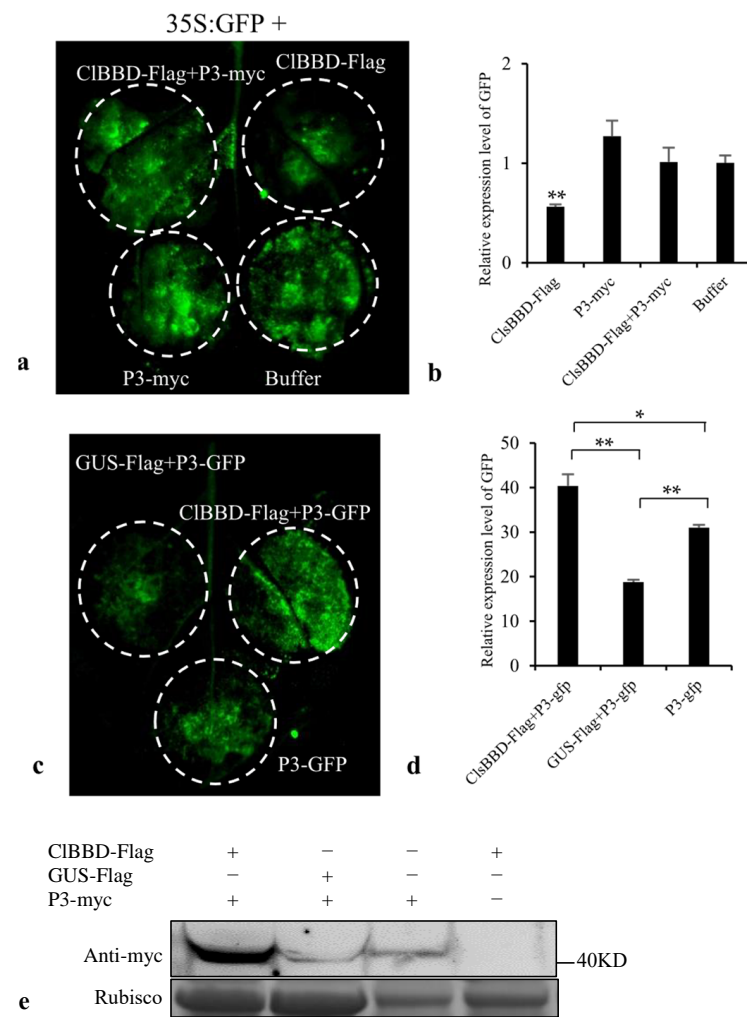 35S:GFP +
ClBBD-Flag+P3-myc
ClBBD-Flag
P3-myc
Buffer
a
Relative expression level of GFP
2
1
0
**
ClsBBD-Flag
P3-myc
ClsBBD-Flag+P3-myc
Buffer
b
GUS-Flag+P3-GFP
ClBBD-Flag+P3-GFP
P3-GFP
c
Relative expression level of GFP
50
40
30
20
10
0
*
**
**
ClsBBD-Flag+P3-gfp
GUS-Flag+P3-gfp
P3-gfp
d
ClBBD-Flag + − − +
GUS-Flag − + − −
P3-myc + + + −
Anti-myc
40KD
Rubisco
e